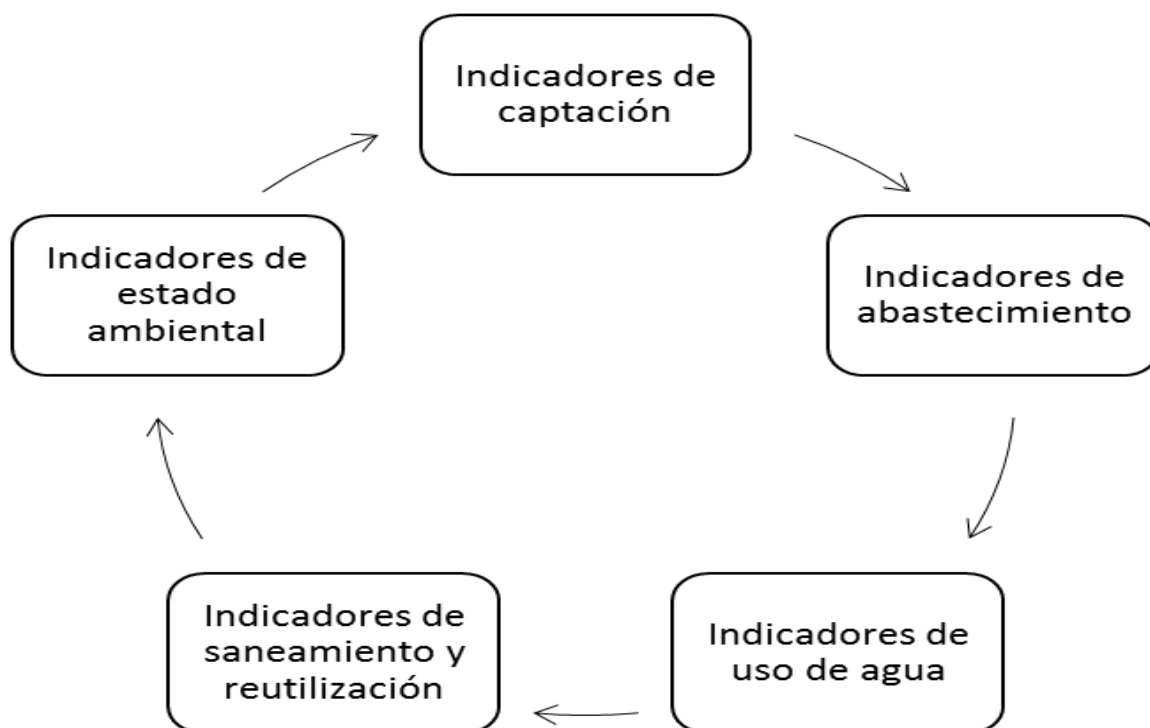 Indicadores de
captación
Indicadores de
abastecimiento
Indicadores de
uso de agua
Indicadores de
saneamiento y
reutilización
Indicadores de
estado
ambiental